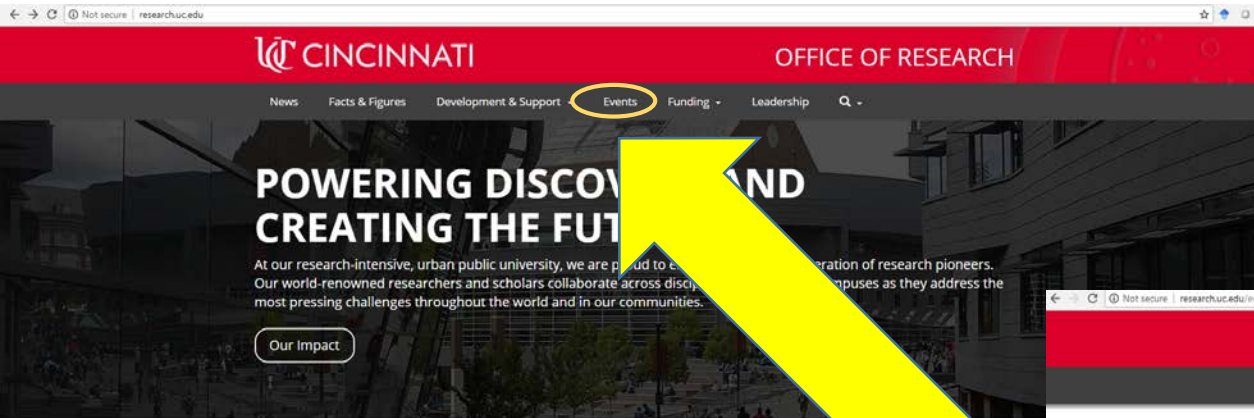 Not secure research.uc.edu
UC CINCINNATI
OFFICE OF RESEARCH
News Facts & Figures Development & Support Events Funding Leadership
POWERING DISCOV AND
CREATING THE FUT
At our research-intensive, urban public university, we are proud to e eration of research pioneers.
Our world-renowned researchers and scholars collaborate across discip mpuses as they address the
most pressing challenges throughout the world and in our communities.
Our Impact
Not secure research.uc.edu/e